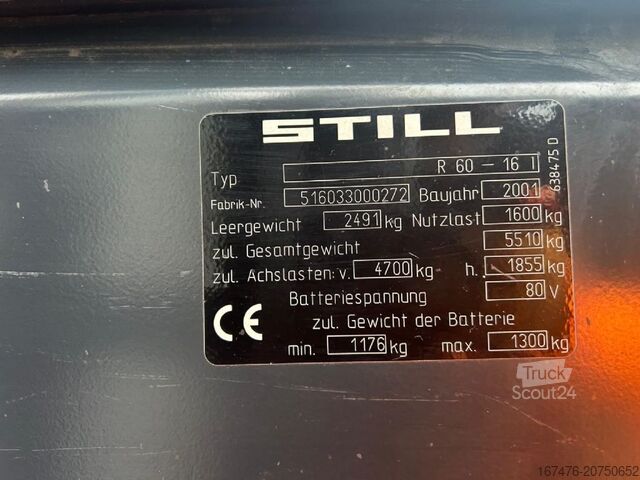 STILL
Typ R 60 - 16 I
Fabrik-Nr. 516033000272 Baujahr 2001
Leergewicht 2491 kg Nutzlast 1600 kg
zul. Gesamtgewicht 5510 kg
zul. Achslasten: v. 4700 kg h. 1855 kg
Batteriespannung 80 V
CE zul. Gewicht der Batterie
min. 1176 kg max. 1300 kg
638475 D
Truck
Scout24
167476-20750652